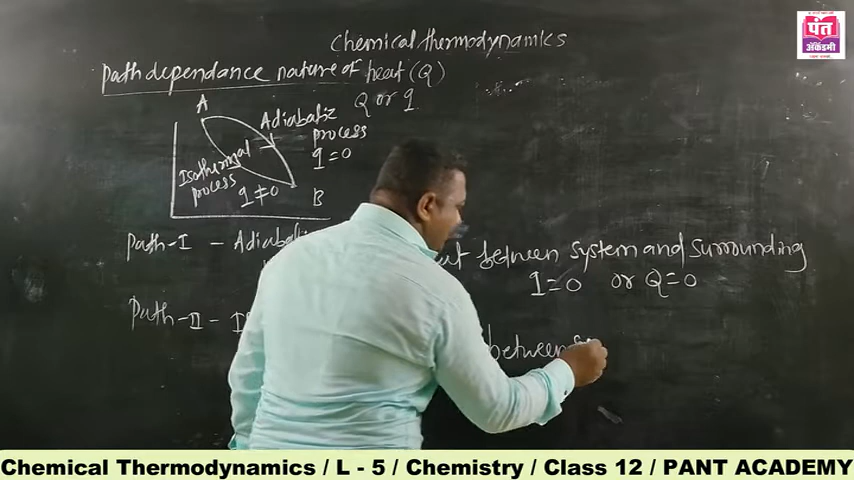 Chemical thermodynamics
path dependance nature of heat (Q)
Q or q
A
Adiabatic
process
q = 0
Isothermal
process
q ≠ 0
B
Path-I - Adiabati
between system and surrounding
q = 0 or Q = 0
Path-II - Is
between
पंत
अॅकॅडमी
Chemical Thermodynamics / L - 5 / Chemistry / Class 12 / PANT ACADEMY